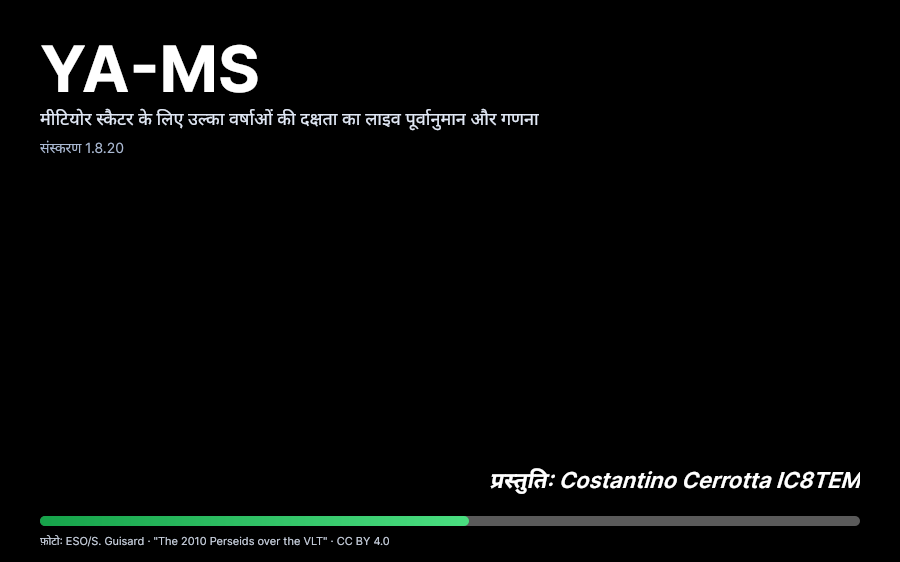 YA-MS
मीटियोर स्कैटर के लिए उल्का वर्षाओं की दक्षता का लाइव पूर्वानुमान और गणना
संस्करण 1.8.20
प्रस्तुति: Costantino Cerrotta IC8TEM
फ़ोटो: ESO/S. Guisard · "The 2010 Perseids over the VLT" · CC BY 4.0